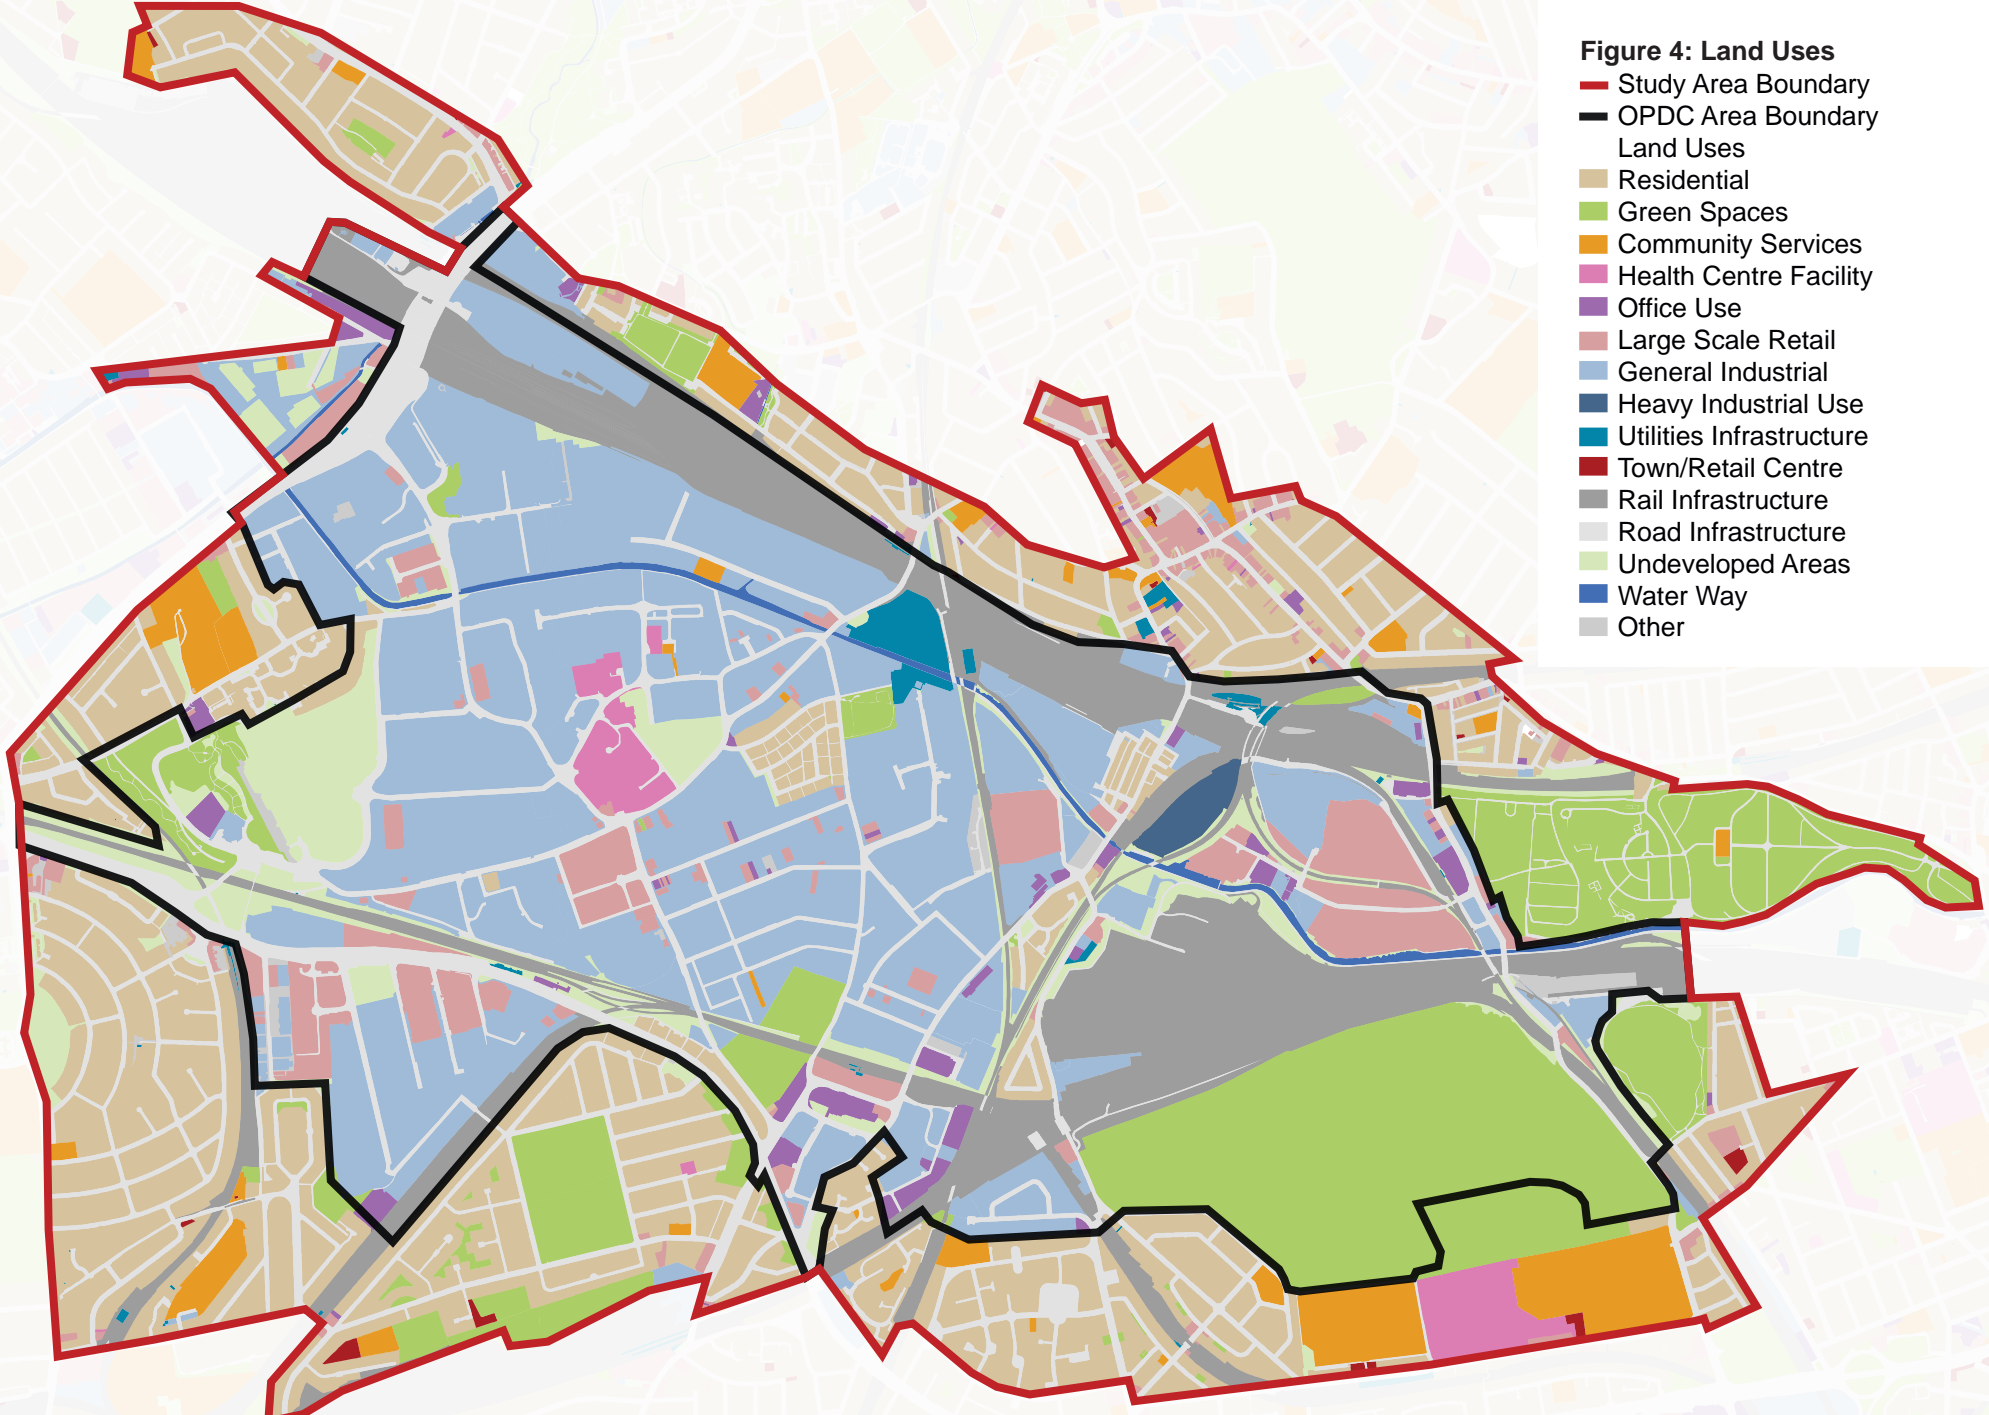 Figure 4: Land Uses
Study Area Boundary
OPDC Area Boundary
Land Uses
Residential
Green Spaces
Community Services
Health Centre Facility
Office Use
Large Scale Retail
General Industrial
Heavy Industrial Use
Utilities Infrastructure
Town/Retail Centre
Rail Infrastructure
Road Infrastructure
Undeveloped Areas
Water Way
Other